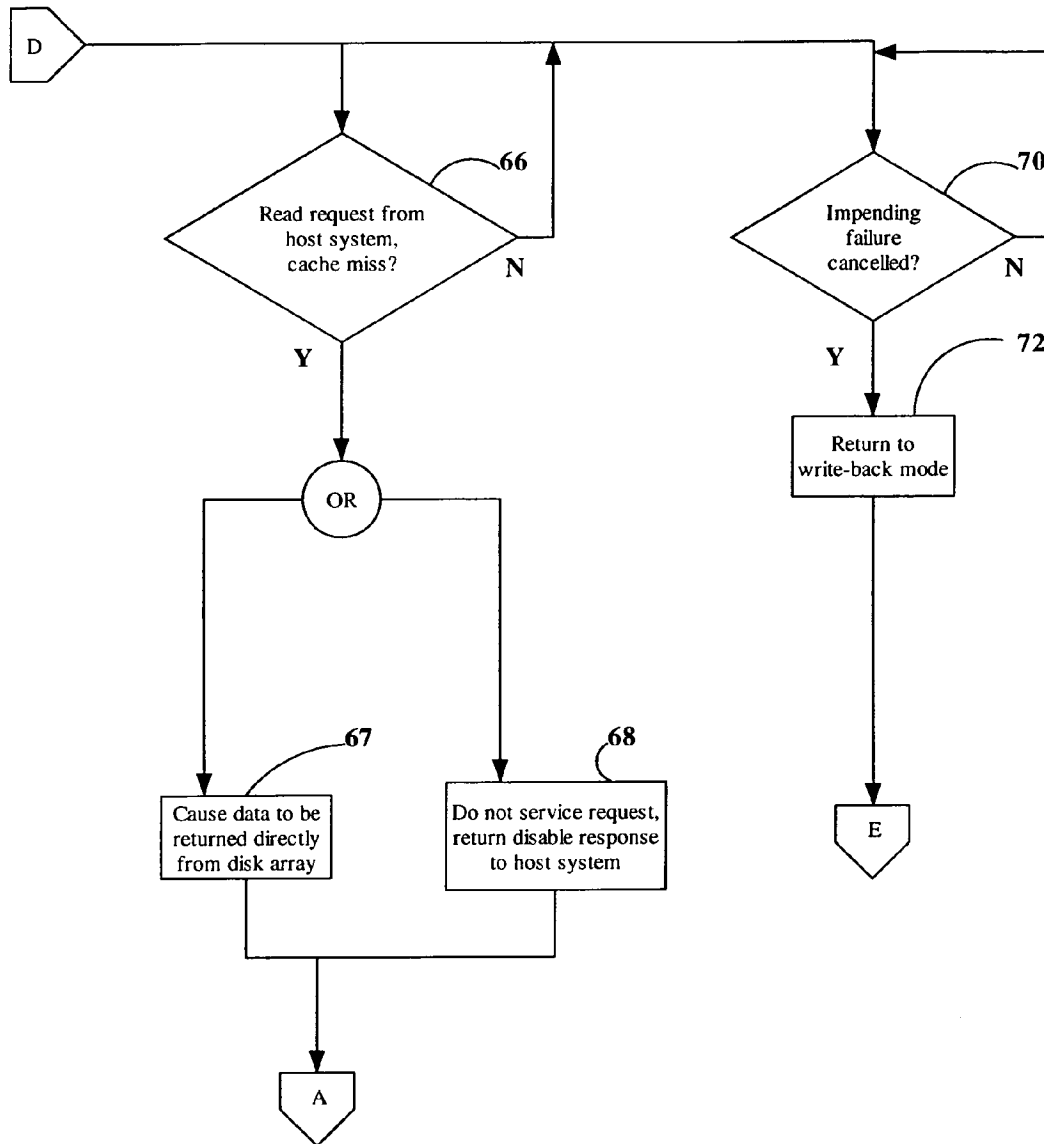 D
66
Read request from
host system,
cache miss?
N
Y
70
Impending
failure
cancelled?
N
Y
72
Return to
write-back mode
OR
67
Cause data to be
returned directly
from disk array
68
Do not service request,
return disable response
to host system
E
A